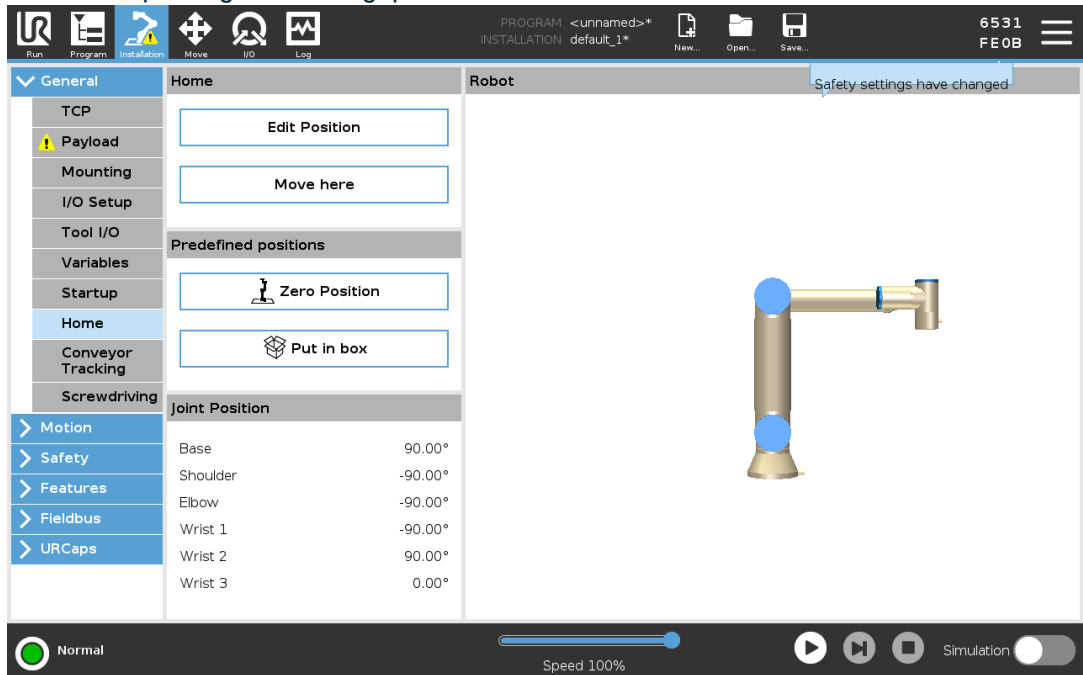 UR
Run
Program
Installation
Move
I/O
Log
PROGRAM <unnamed>*
INSTALLATION default_1*
New...
Open...
Save...
6531
FE0B
Safety settings have changed
General
TCP
Payload
Mounting
I/O Setup
Tool I/O
Variables
Startup
Home
Conveyor
Tracking
Screwdriving
Motion
Safety
Features
Fieldbus
URCaps
Home
Edit Position
Move here
Predefined positions
Zero Position
Put in box
Joint Position
Base 90.00°
Shoulder -90.00°
Elbow -90.00°
Wrist 1 -90.00°
Wrist 2 90.00°
Wrist 3 0.00°
Robot
Normal
Speed 100%
Simulation